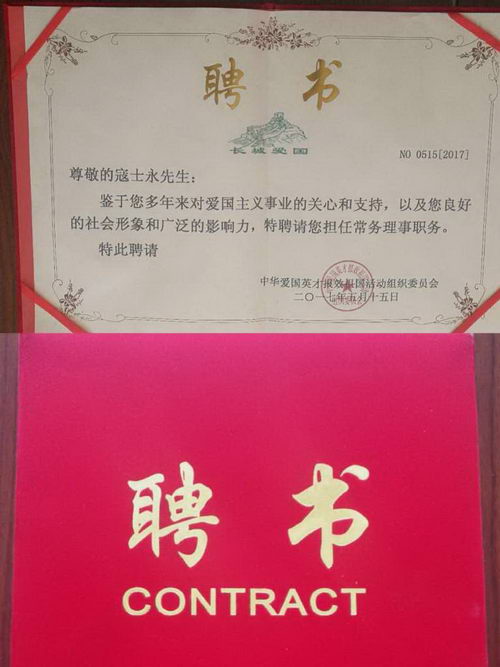 聘书
长城爱国
NO 0515[2017]
尊敬的寇士永先生:
鉴于您多年来对爱国主义事业的关心和支持，以及您良好
的社会形象和广泛的影响力，特聘请您担任常务理事职务。
特此聘请
中华爱国英才报效祖国活动组织委员会
二〇一七年五月十五日
聘书
CONTRACT